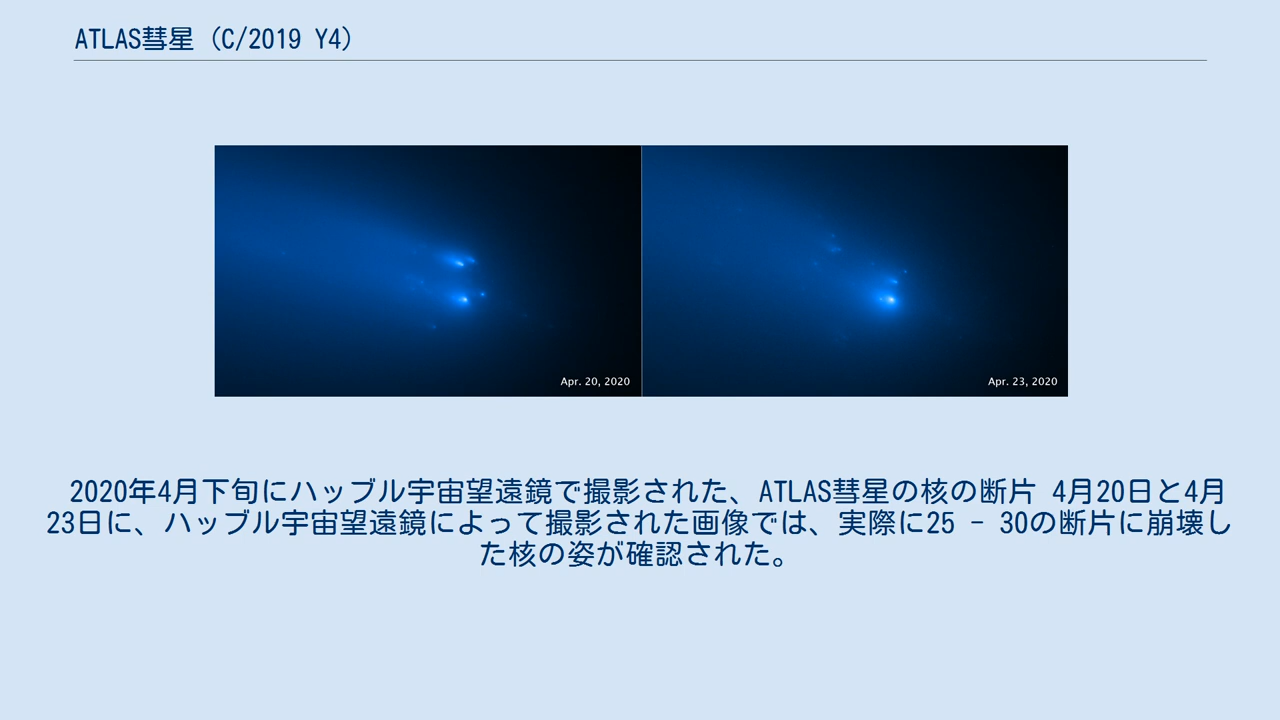 ATLAS彗星（C/2019 Y4）
Apr. 20, 2020
Apr. 23, 2020
2020年4月下旬にハッブル宇宙望遠鏡で撮影された、ATLAS彗星の核の断片 4月20日と4月
23日に、ハッブル宇宙望遠鏡によって撮影された画像では、実際に25 - 30の断片に崩壊し
た核の姿が確認された。